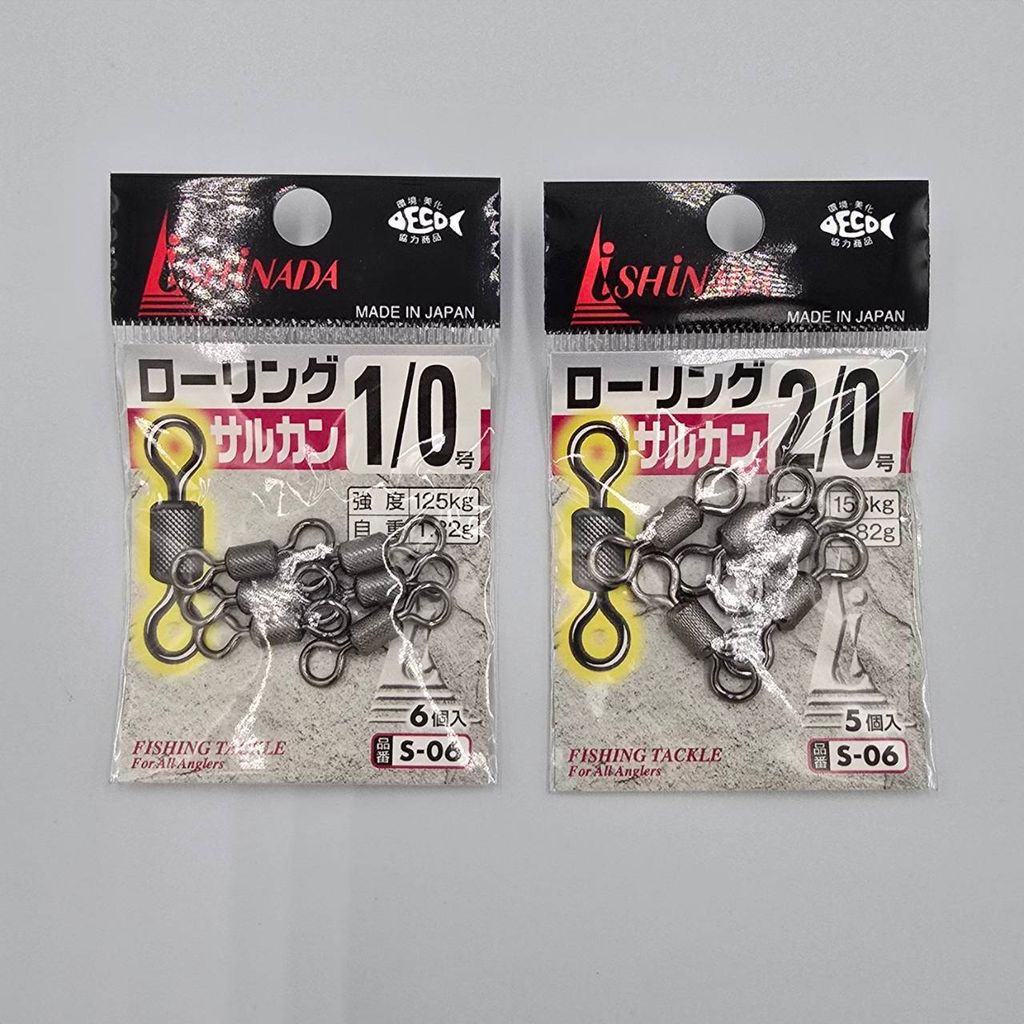 環境・美化
DECO
協力商品
iSHiNADA
MADE IN JAPAN
ローリング
サルカン
1/0号
強度 125kg
自重
6個入
品番 S-06
FISHING TACKLE
For All Anglers
環境・美化
DECO
協力商品
iSHiNADA
MADE IN JAPAN
ローリング
サルカン
2/0号
5個入
品番 S-06
FISHING TACKLE
For All Anglers